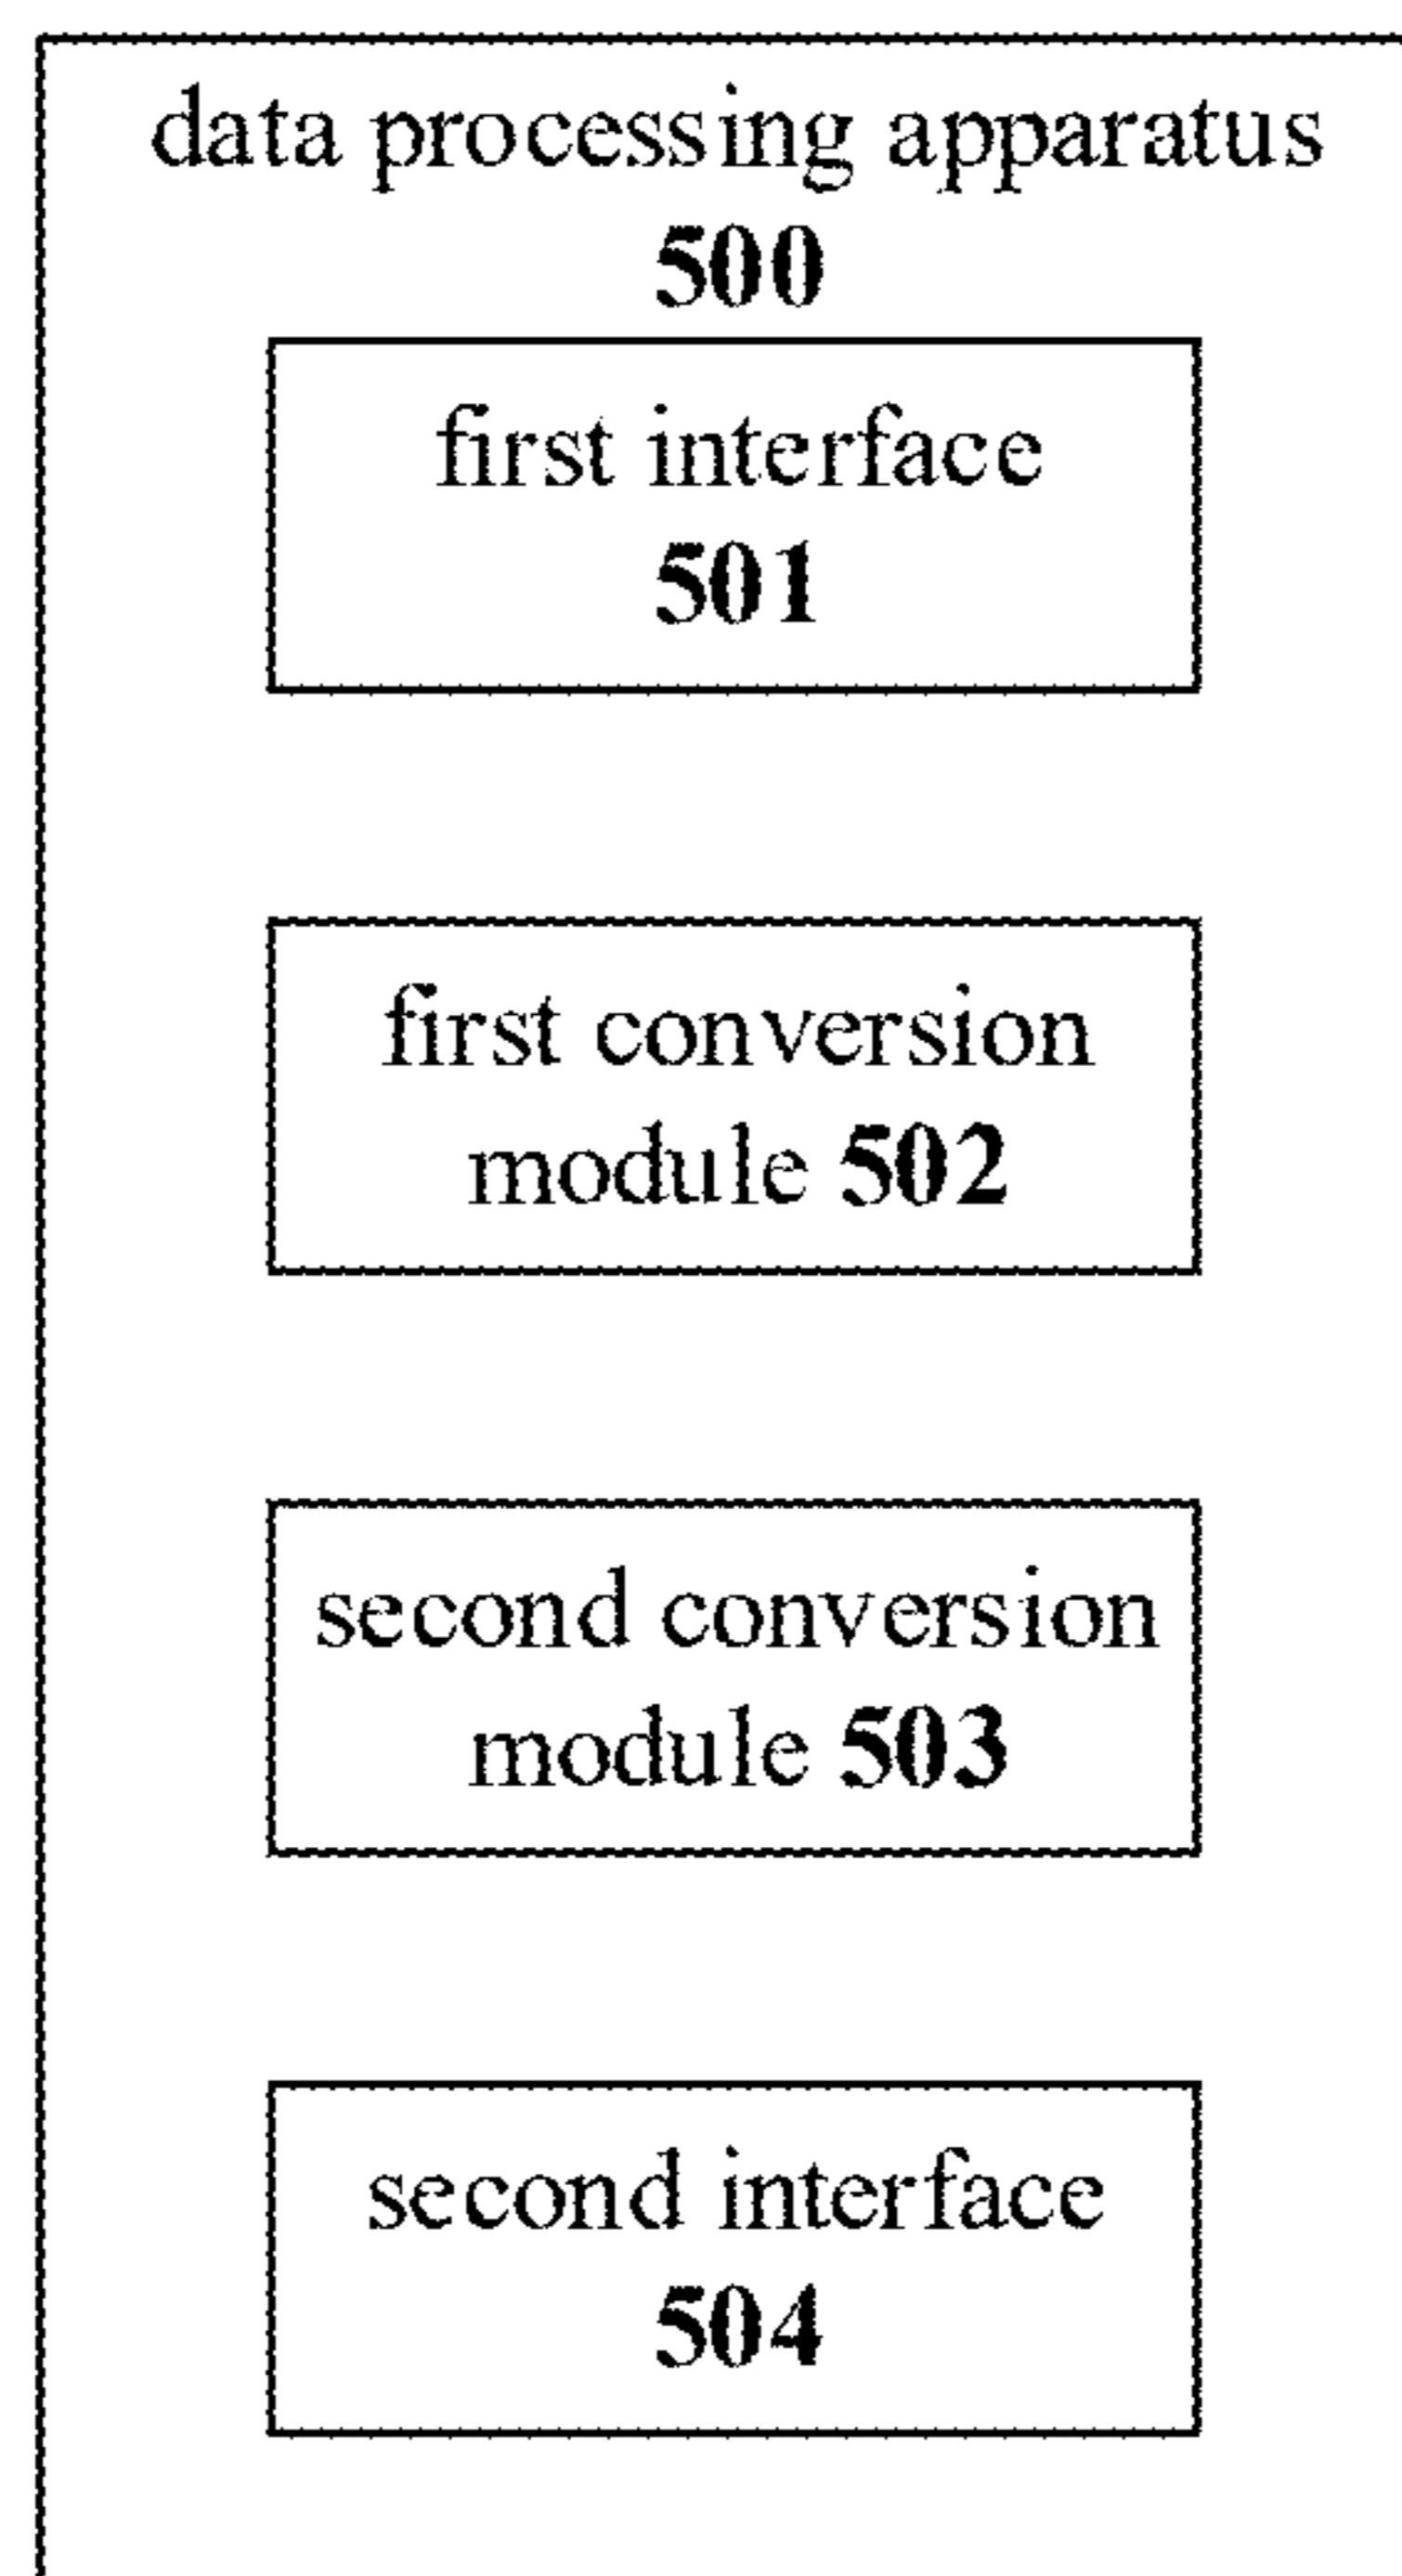 data processing apparatus
500
first interface
501
first conversion
module 502
second conversion
module 503
second interface
504